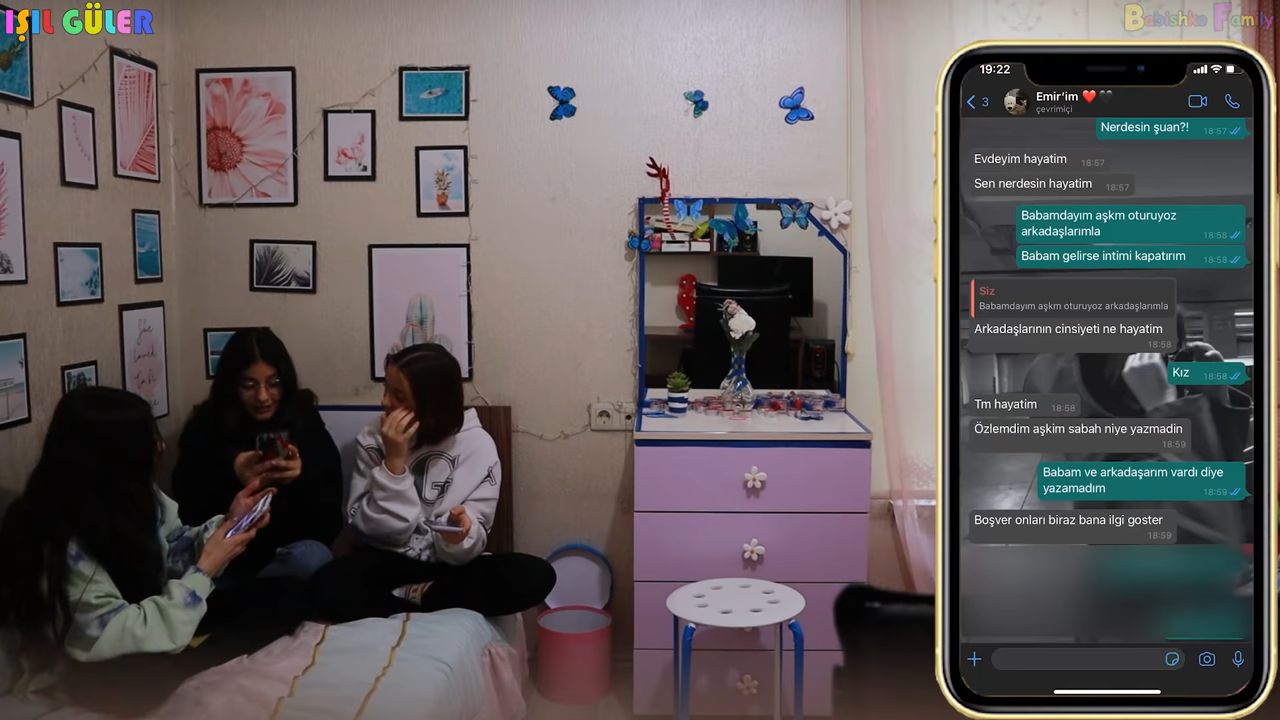 IŞIL GÜLER
Babishko Family
19:22
3
Emir'im ❤️🖤
çevrimiçi
Nerdesin şuan?!
18:57
Evdeyim hayatim
18:57
Sen nerdesin hayatim
18:57
Babamdayım aşkm oturuyoz
arkadaşlarımla
18:58
Babam gelirse intimi kapatırım
18:58
Siz
Babamdayım aşkm oturuyoz arkadaşlarımla
Arkadaşlarının cinsiyeti ne hayatim
18:58
Kız
18:58
Tm hayatim
18:58
Özlemdim aşkim sabah niye yazmadin
18:59
Babam ve arkadaşarım vardı diye
yazamadım
18:59
Boşver onları biraz bana ilgi goster
18:59